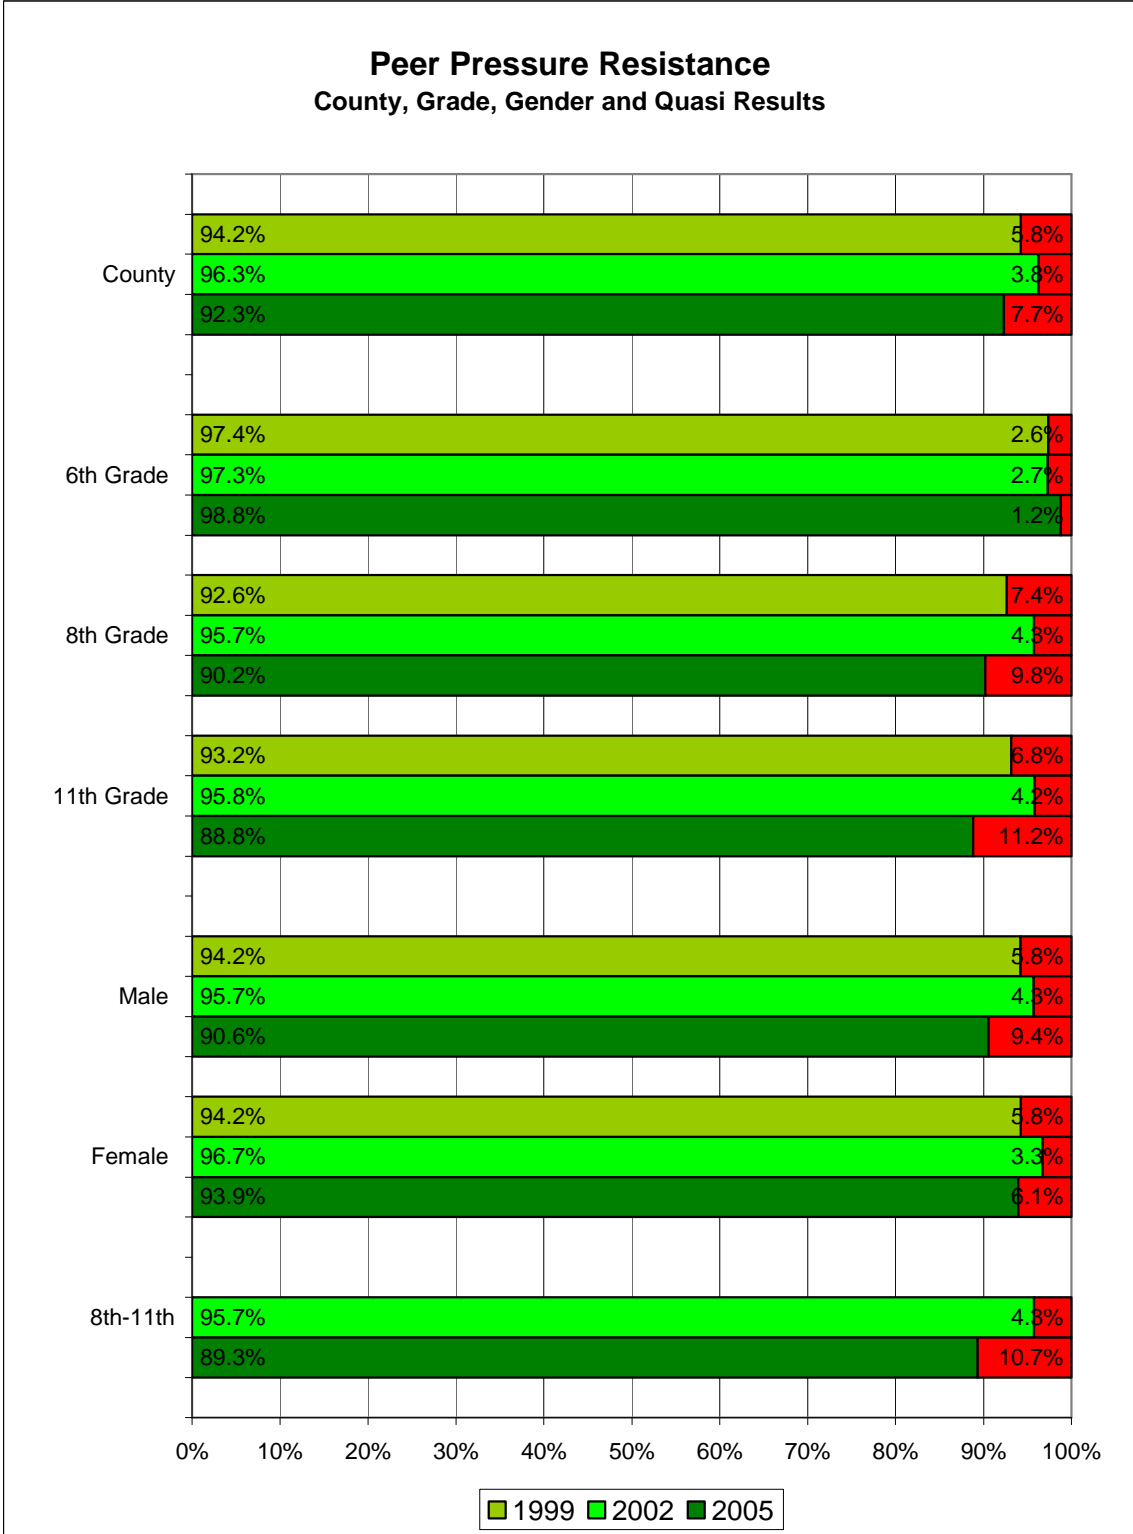 Peer Pressure Resistance
County, Grade, Gender and Quasi Results
94.2% 5.8%
County 96.3% 3.8%
92.3% 7.7%
97.4% 2.6%
6th Grade 97.3% 2.7%
98.8% 1.2%
92.6% 7.4%
8th Grade 95.7% 4.3%
90.2% 9.8%
93.2% 6.8%
11th Grade 95.8% 4.2%
88.8% 11.2%
94.2% 5.8%
Male 95.7% 4.3%
90.6% 9.4%
94.2% 5.8%
Female 96.7% 3.3%
93.9% 6.1%
8th-11th 95.7% 4.3%
89.3% 10.7%
0% 10% 20% 30% 40% 50% 60% 70% 80% 90% 100%
1999 2002 2005